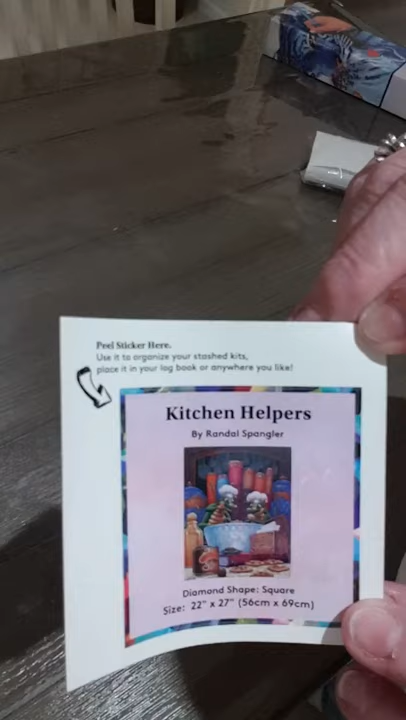 Peel Sticker Here.
Use it to organize your stashed kits,
place it in your log book or anywhere you like!
Kitchen Helpers
By Randal Spangler
Diamond Shape: Square
Size: 22" x 27" (56cm x 69cm)